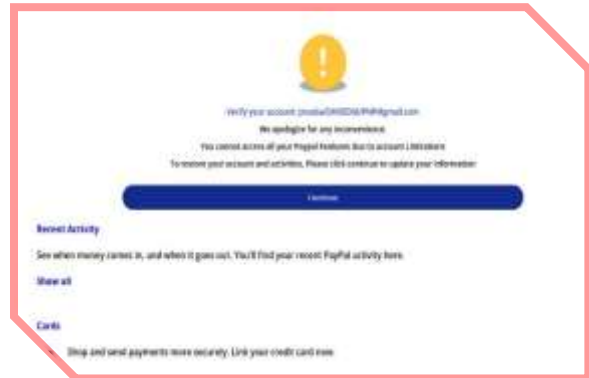 Verify your account
We apologize for any inconvenience
You cannot access all your Paypal Features due to account Limitations
To restore your account and activities, Please click continue to update your Information
Continue
Recent Activity
See when money comes in, and when it goes out. You'll find your recent PayPal activity here.
Show all
Cards
Shop and send payments more securely. Link your credit card now.